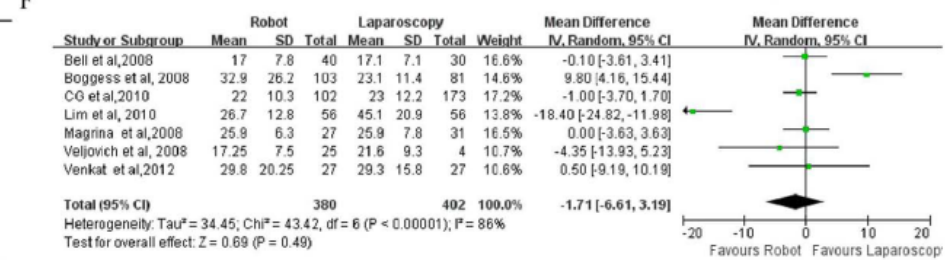 F
Robot Laparoscopy Mean Difference Mean Difference
Study or Subgroup Mean SD Total Mean SD Total Weight IV, Random, 95% CI IV, Random, 95% CI
Bell et al,2008 17 7.8 40 17.1 7.1 30 16.6% -0.10 [-3.61, 3.41]
Boggess et al, 2008 32.9 26.2 103 23.1 11.4 81 15.0% 9.80 [4.16, 15.44]
CG et al,2010 22 10.3 102 23 12.2 173 17.2% -1.00 [-3.70, 1.70]
Lim et al, 2010 26.7 12.8 56 45.1 20.9 56 13.8% -18.40 [-24.82, -11.98]
Magrina et al,2008 25.9 6.3 27 25.9 7.8 31 16.5% 0.00 [-3.63, 3.63]
Veljovich et al, 2008 17.25 7.5 25 21.6 9.3 4 10.7% -4.35 [-13.93, 5.23]
Venkat et al,2012 29.8 20.25 27 29.3 15.8 27 10.6% 0.50 [-9.19, 10.19]
Total (95% CI) 380 402 100.0% -1.71 [-6.61, 3.19]
Heterogeneity: Tau² = 34.45; Chi² = 43.42, df = 6 (P < 0.00001); I² = 86%
Test for overall effect: Z = 0.69 (P = 0.49)
-20 -10 0 10 20
Favours Robot Favours Laparoscopy